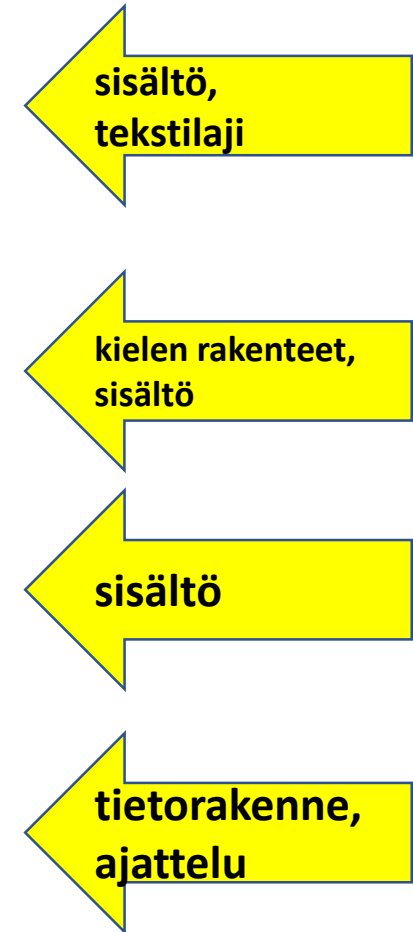 sisältö,
tekstilaji
kielen rakenteet,
sisältö
sisältö
tietorakenne,
ajattelu